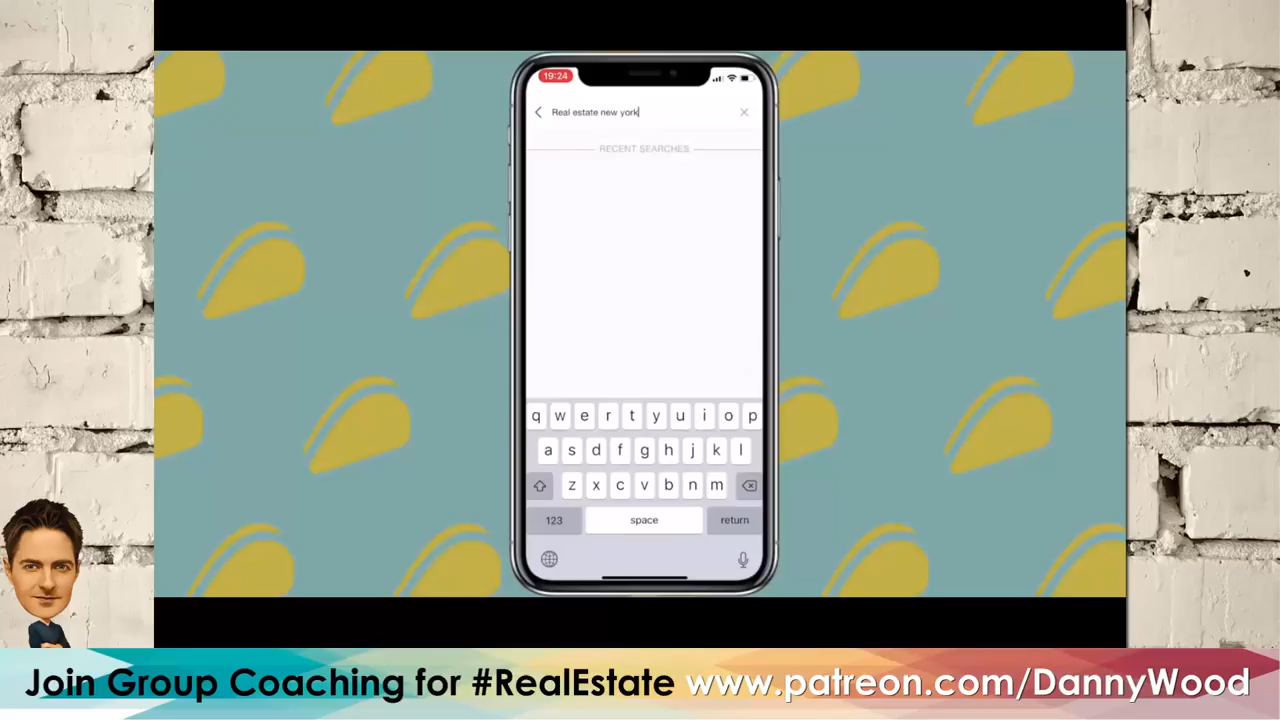 19:24
Real estate new york
RECENT SEARCHES
q w e r t y u i o p
a s d f g h j k l
z x c v b n m
123 space return
Join Group Coaching for #RealEstate www.patreon.com/DannyWood